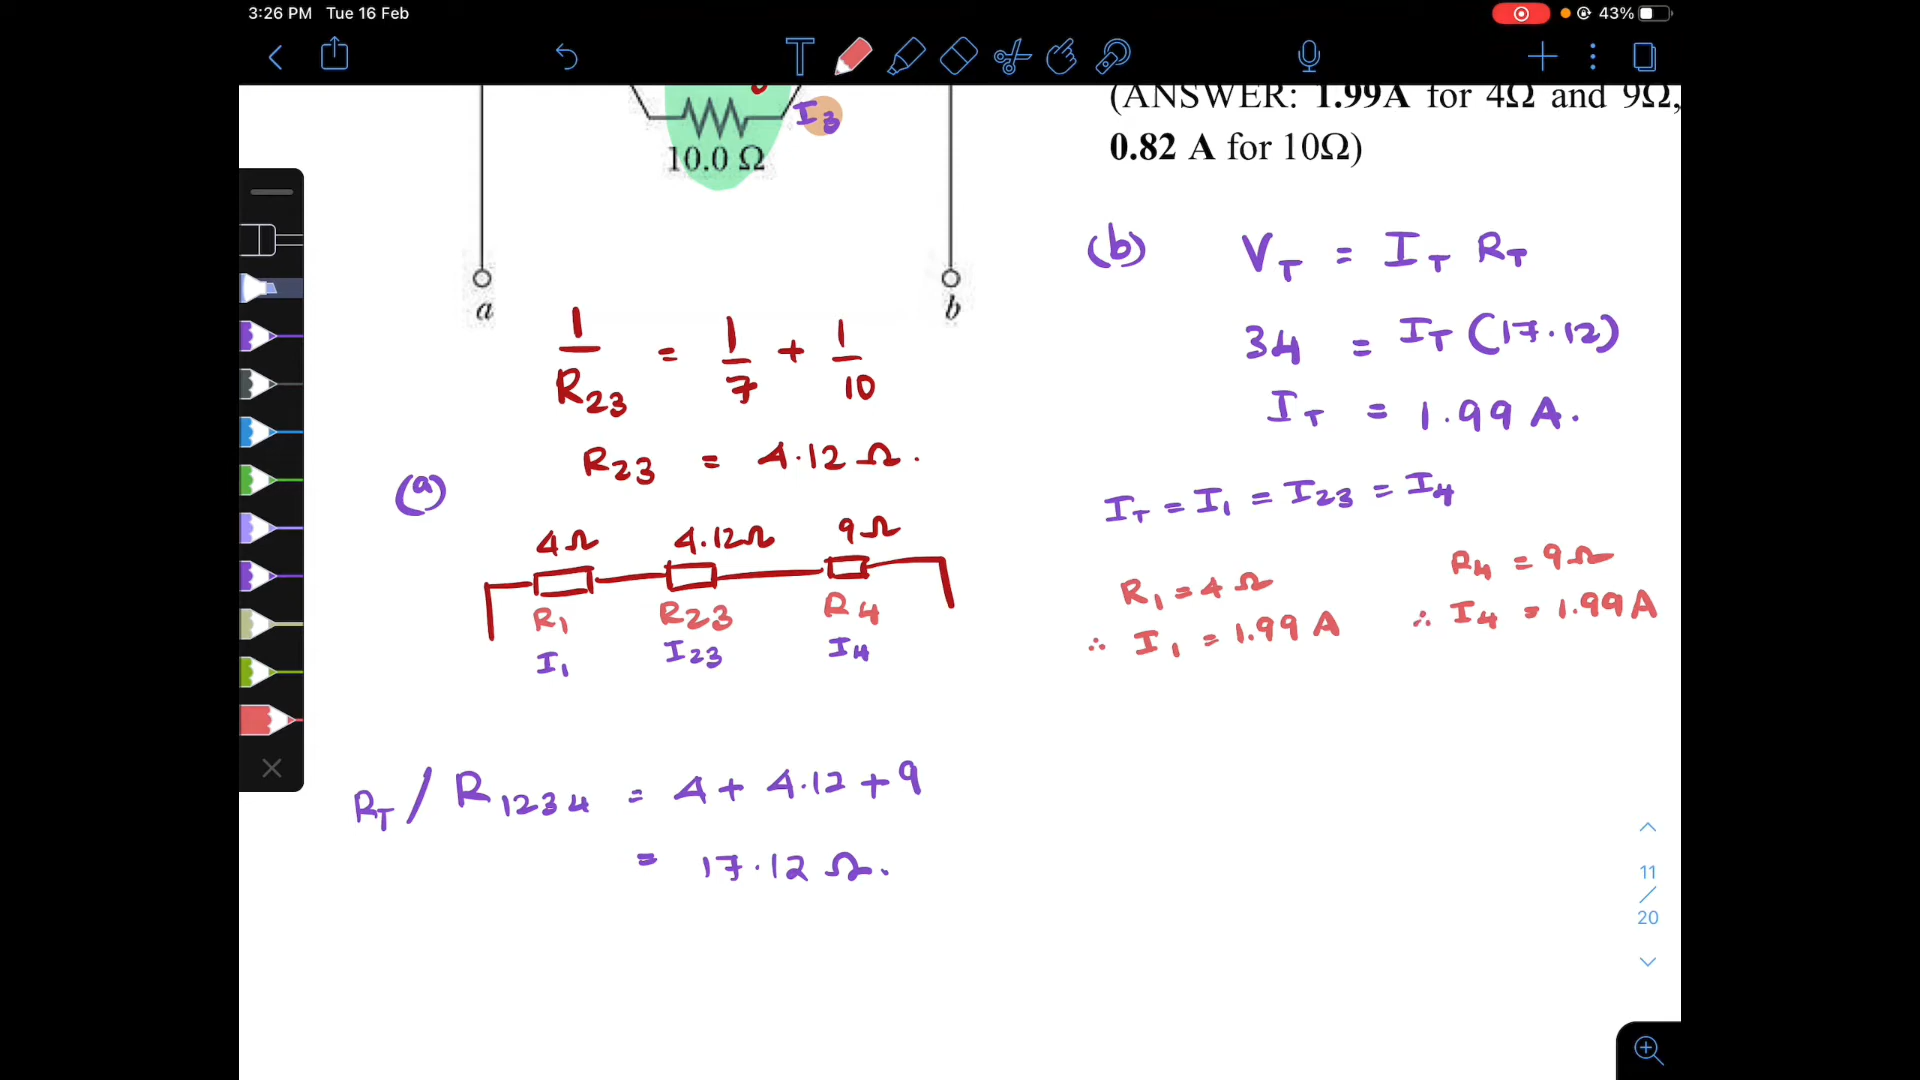 3:26 PM Tue 16 Feb
43%
T
I3
10.0 Ω
a
b
1/R23 = 1/7 + 1/10
R23 = 4.12 Ω.
(a)
4Ω 4.12Ω 9Ω
R1 R23 R4
I1 I23 I4
RT / R1234 = 4 + 4.12 + 9
= 17.12 Ω.
(ANSWER: 1.99A for 4Ω and 9Ω,
0.82 A for 10Ω)
(b) VT = IT RT
34 = IT (17.12)
IT = 1.99 A.
IT = I1 = I23 = I4
R1 = 4 Ω
∴ I1 = 1.99 A
R4 = 9Ω
∴ I4 = 1.99 A
11
/
20